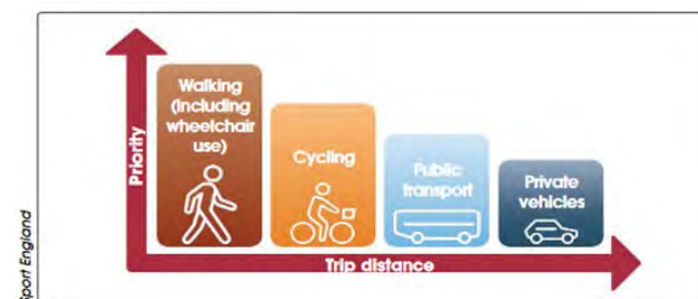 Walking
(including
wheelchair
use)
Cycling
Public
transport
Private
vehicles
Priority
Trip distance
Sport England